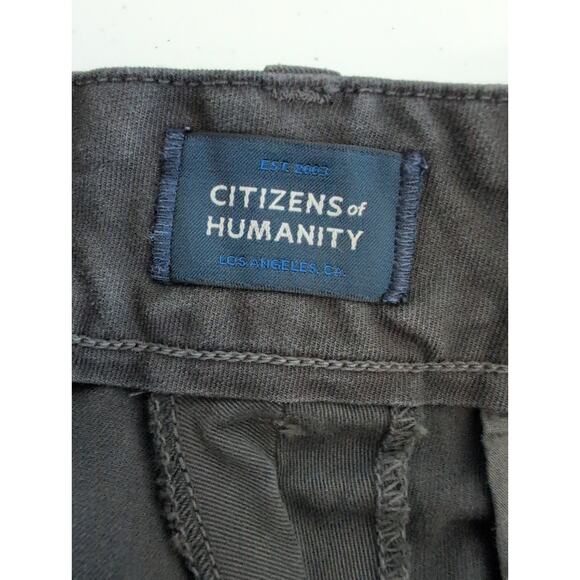 EST. 2003
CITIZENS of
HUMANITY
LOS ANGELES, CA.